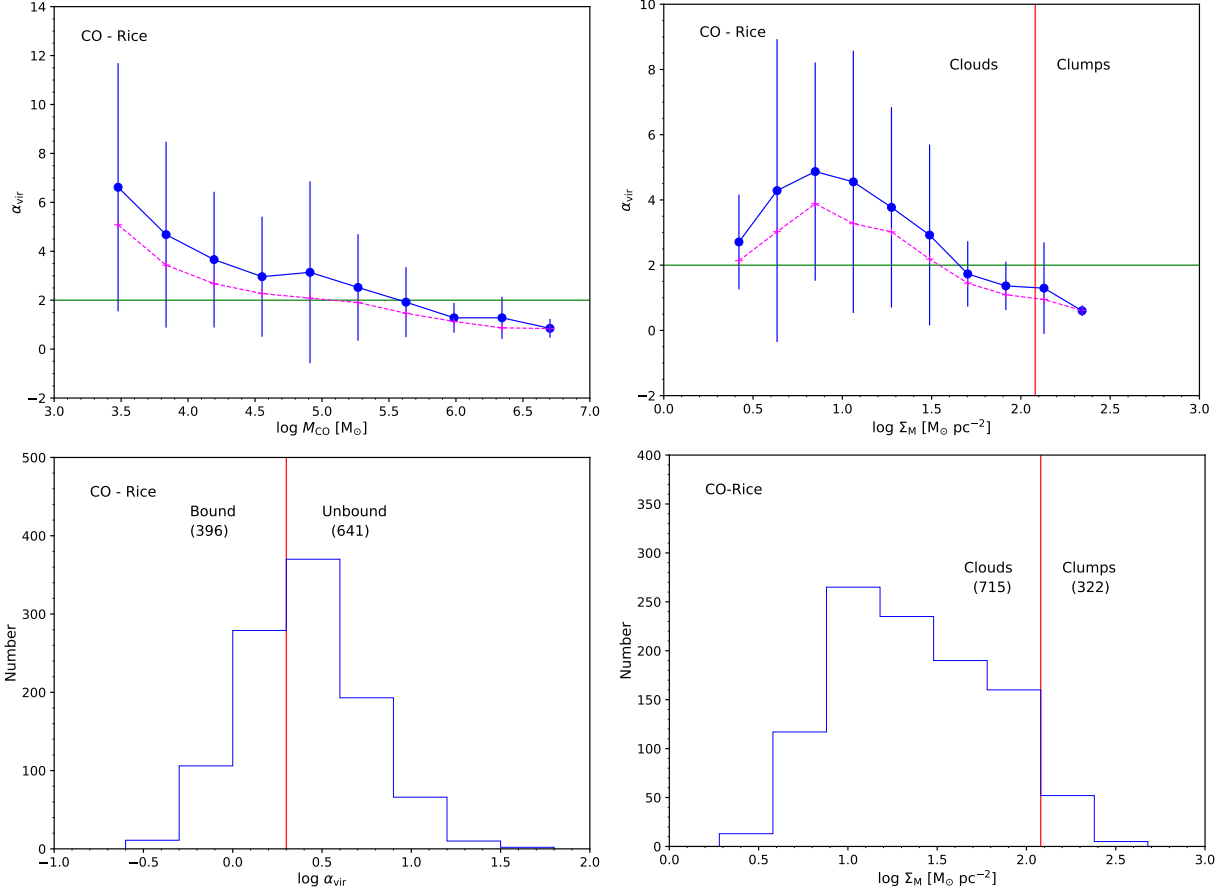 14
12
10
8
6
4
2
0
−2
α_vir
CO - Rice
3.0 3.5 4.0 4.5 5.0 5.5 6.0 6.5 7.0
log M_CO [M_⊙]
10
8
6
4
2
0
−2
α_vir
CO - Rice
Clouds Clumps
0.0 0.5 1.0 1.5 2.0 2.5 3.0
log Σ_M [M_⊙ pc⁻²]
500
400
300
200
100
0
Number
CO - Rice
Bound Unbound
(396) (641)
−1.0 −0.5 0.0 0.5 1.0 1.5 2.0
log α_vir
400
350
300
250
200
150
100
50
0
Number
CO-Rice
Clouds Clumps
(715) (322)
0.0 0.5 1.0 1.5 2.0 2.5 3.0
log Σ_M [M_⊙ pc⁻²]